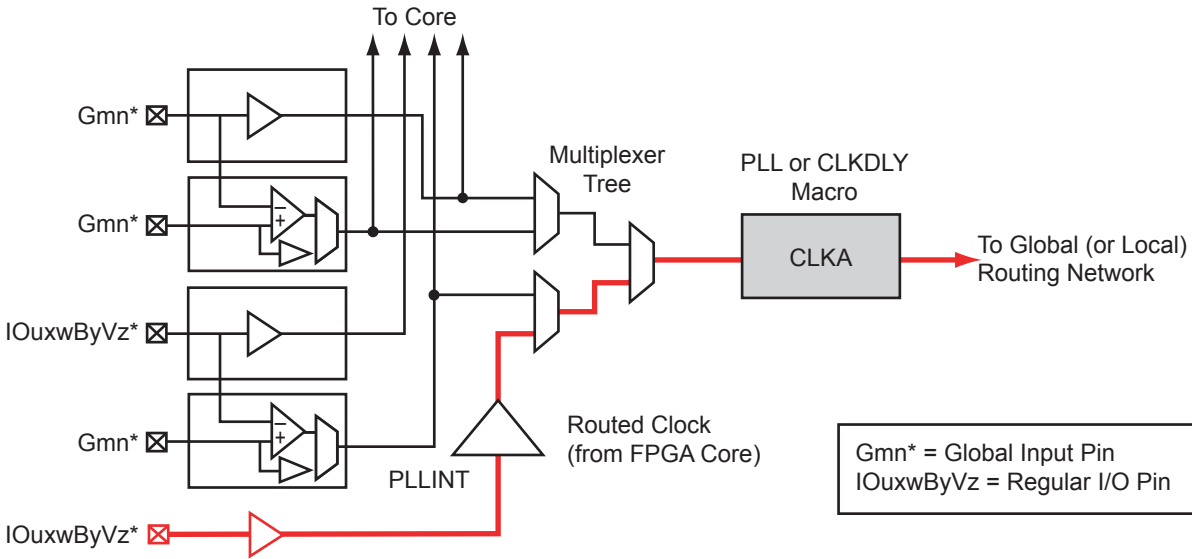 To Core
Gmn*
Gmn*
−
+
IOuxwByVz*
Gmn*
−
+
IOuxwByVz*
Multiplexer
Tree
PLL or CLKDLY
Macro
CLKA
To Global (or Local)
Routing Network
Routed Clock
(from FPGA Core)
PLLINT
Gmn* = Global Input Pin
IOuxwByVz = Regular I/O Pin